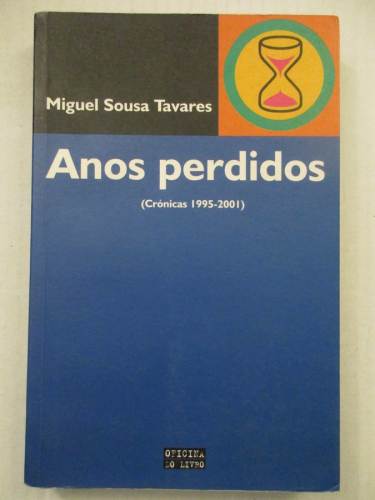 Miguel Sousa Tavares
Anos perdidos
(Crónicas 1995-2001)
OFICINA
DO LIVRO